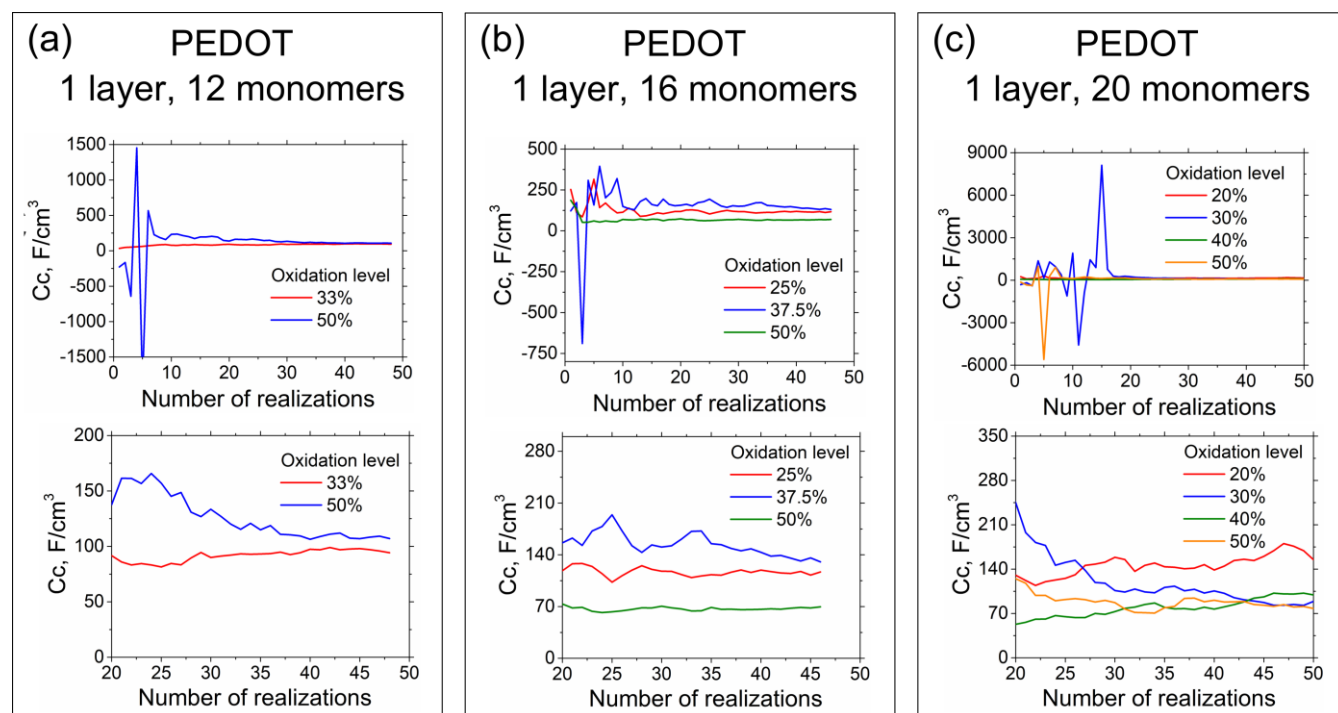 (a) PEDOT
1 layer, 12 monomers
1500
1000
500
0
-500
-1000
-1500
Cc, F/cm³
Oxidation level
33%
50%
0 10 20 30 40 50
Number of realizations
200
150
100
50
0
Cc, F/cm³
Oxidation level
33%
50%
20 25 30 35 40 45 50
Number of realizations
(b) PEDOT
1 layer, 16 monomers
500
250
0
-250
-500
-750
Cc, F/cm³
Oxidation level
25%
37.5%
50%
0 10 20 30 40 50
Number of realizations
280
210
140
70
0
Cc, F/cm³
Oxidation level
25%
37.5%
50%
20 25 30 35 40 45 50
Number of realizations
(c) PEDOT
1 layer, 20 monomers
9000
6000
3000
0
-3000
-6000
Cc, F/cm³
Oxidation level
20%
30%
40%
50%
0 10 20 30 40 50
Number of realizations
350
280
210
140
70
0
Cc, F/cm³
Oxidation level
20%
30%
40%
50%
20 25 30 35 40 45 50
Number of realizations